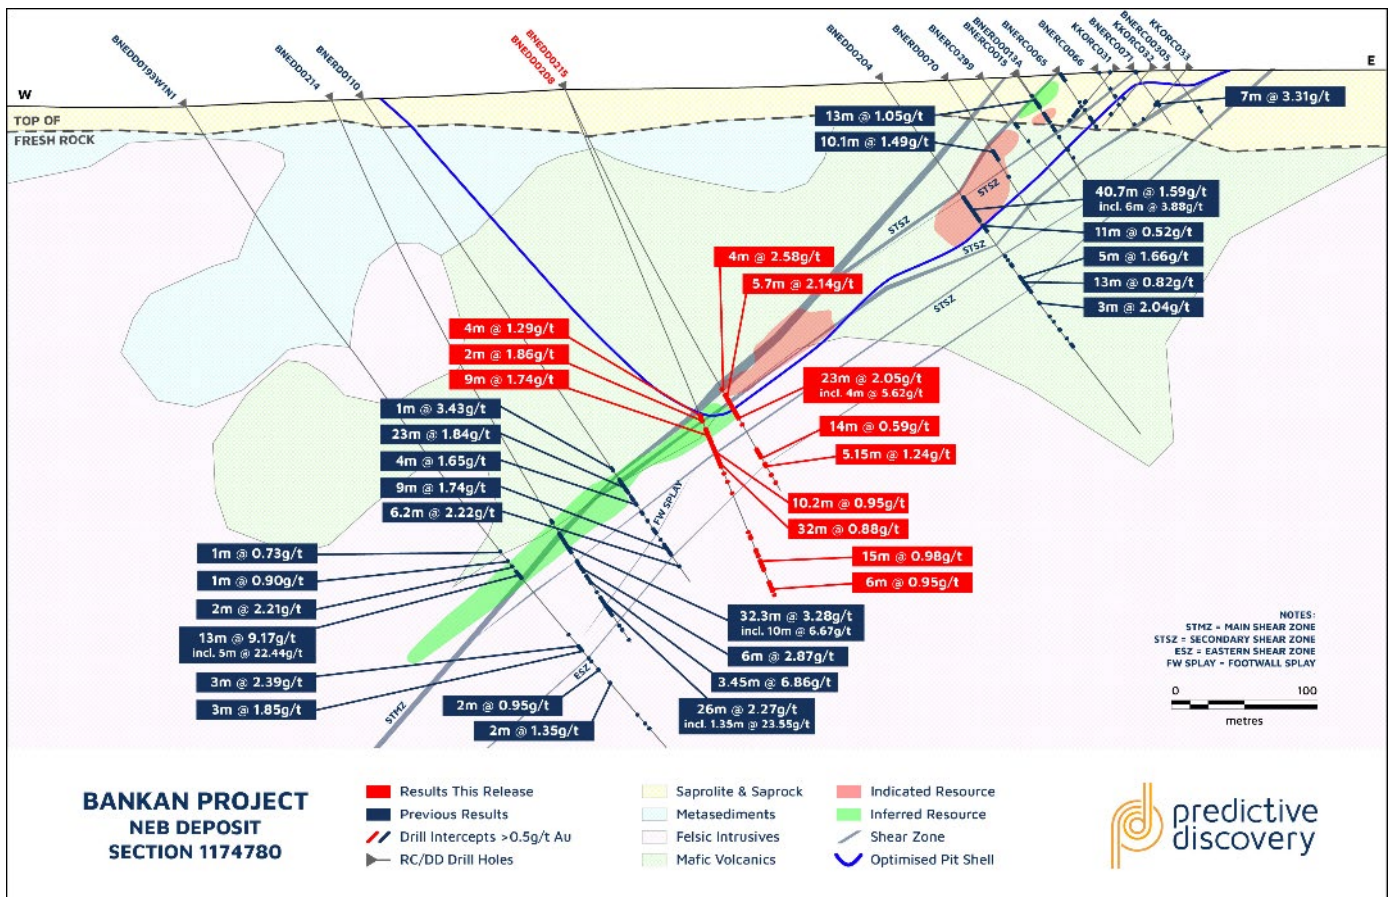 BNEDD0193W1N1
BNEDD0214
BNERD0110
BNEDD0215
BNEDD0208
BNEDD0204
BNERD0070
BNERC0299
BNERC0015
BNERD0013A
BNERC0065
BNERC0066
KKORC031
BNERC0071
KKORC032
BNERC00305
KKORC033
W
E
TOP OF
FRESH ROCK
7m @ 3.31g/t
13m @ 1.05g/t
10.1m @ 1.49g/t
40.7m @ 1.59g/t
incl. 6m @ 3.88g/t
11m @ 0.52g/t
5m @ 1.66g/t
13m @ 0.82g/t
3m @ 2.04g/t
STSZ
STSZ
STSZ
STSZ
4m @ 2.58g/t
5.7m @ 2.14g/t
4m @ 1.29g/t
2m @ 1.86g/t
9m @ 1.74g/t
23m @ 2.05g/t
incl. 4m @ 5.62g/t
14m @ 0.59g/t
5.15m @ 1.24g/t
10.2m @ 0.95g/t
32m @ 0.88g/t
15m @ 0.98g/t
6m @ 0.95g/t
1m @ 3.43g/t
23m @ 1.84g/t
4m @ 1.65g/t
9m @ 1.74g/t
6.2m @ 2.22g/t
FW SPLAY
1m @ 0.73g/t
1m @ 0.90g/t
2m @ 2.21g/t
13m @ 9.17g/t
incl. 5m @ 22.44g/t
3m @ 2.39g/t
3m @ 1.85g/t
32.3m @ 3.28g/t
incl. 10m @ 6.67g/t
6m @ 2.87g/t
3.45m @ 6.86g/t
26m @ 2.27g/t
incl. 1.35m @ 23.55g/t
2m @ 0.95g/t
2m @ 1.35g/t
ESZ
STMZ
NOTES:
STMZ = MAIN SHEAR ZONE
STSZ = SECONDARY SHEAR ZONE
ESZ = EASTERN SHEAR ZONE
FW SPLAY = FOOTWALL SPLAY
0 100
metres
BANKAN PROJECT
NEB DEPOSIT
SECTION 1174780
Results This Release
Previous Results
Drill Intercepts >0.5g/t Au
RC/DD Drill Holes
Saprolite & Saprock
Metasediments
Felsic Intrusives
Mafic Volcanics
Indicated Resource
Inferred Resource
Shear Zone
Optimised Pit Shell
predictive
discovery